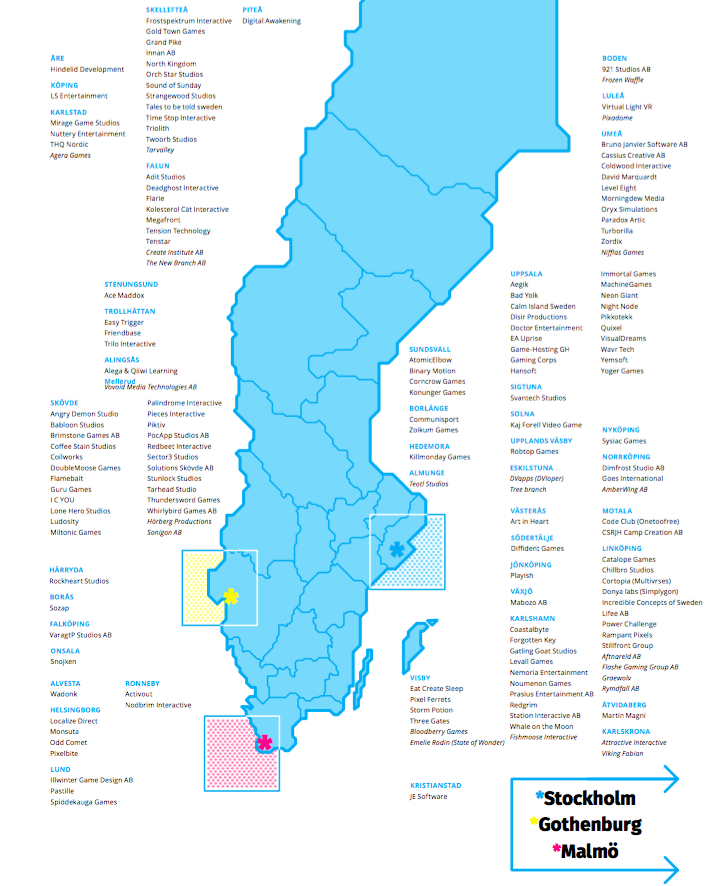 SKELLEFTEÅ
Frostspektrum Interactive
Gold Town Games
Grand Pike
Innan AB
North Kingdom
Orch Star Studios
Sound of Sunday
Strangewood Studios
Tales to be told sweden
Time Stop Interactive
Triolith
Twoorb Studios
Tarvalley
PITEÅ
Digital Awakening
ÅRE
Hindelid Development
KÖPING
LS Entertainment
KARLSTAD
Mirage Game Studios
Nuttery Entertainment
THQ Nordic
Agera Games
FALUN
Adit Studios
Deadghost Interactive
Flarie
Kolesterol Cät Interactive
Megafront
Tension Technology
Tenstar
Create Institute AB
The New Branch AB
BODEN
921 Studios AB
Frozen Waffle
LULEÅ
Virtual Light VR
Pixadome
UMEÅ
Bruno Janvier Software AB
Cassius Creative AB
Coldwood Interactive
David Marquardt
Level Eight
Morningdew Media
Oryx Simulations
Paradox Artic
Turborilla
Zordix
Nifflas Games
STENUNGSUND
Ace Maddox
TROLLHÄTTAN
Easy Trigger
Friendbase
Trilo Interactive
ALINGSÅS
Alega & Qiiwi Learning
Mellerud
Vovoid Media Technologies AB
UPPSALA
Aegik
Bad Yolk
Calm Island Sweden
Disir Productions
Doctor Entertainment
EA Uprise
Game-Hosting GH
Gaming Corps
Hansoft
Immortal Games
MachineGames
Neon Giant
Night Node
Pikkotekk
Quixel
VisualDreams
Wavr Tech
Yemsoft
Yoger Games
SUNDSVALL
AtomicElbow
Binary Motion
Corncrow Games
Konunger Games
BORLÄNGE
Communisport
Zoikum Games
HEDEMORA
Killmonday Games
ALMUNGE
Teotl Studios
SIGTUNA
Svantech Studios
SOLNA
Kaj Forell Video Game
UPPLANDS VÄSBY
Robtop Games
ESKILSTUNA
DVapps (DVloper)
Tree branch
NYKÖPING
Sysiac Games
NORRKÖPING
Dimfrost Studio AB
Goes International
AmberWing AB
SKÖVDE
Angry Demon Studio
Babloon Studios
Brimstone Games AB
Coffee Stain Studios
Coilworks
DoubleMoose Games
Flamebait
Guru Games
I C YOU
Lone Hero Studios
Ludosity
Miltonic Games
Palindrome Interactive
Pieces Interactive
Piktiv
PocApp Studios AB
Redbeet Interactive
Sector3 Studios
Solutions Skövde AB
Stunlock Studios
Tarhead Studio
Thundersword Games
Whirlybird Games AB
Hörberg Productions
Sonigon AB
VÄSTERÅS
Art in Heart
SÖDERTÄLJE
Diffident Games
JÖNKÖPING
Playish
VÄXJÖ
Mabozo AB
KARLSHAMN
Coastalbyte
Forgotten Key
Gatling Goat Studios
Levall Games
Nemoria Entertainment
Noumenon Games
Prasius Entertainment AB
Redgrim
Station Interactive AB
Whale on the Moon
Fishmoose Interactive
MOTALA
Code Club (Onetoofree)
CSRJH Camp Creation AB
LINKÖPING
Catalope Games
Chillbro Studios
Cortopia (Multivrses)
Donya labs (Simplygon)
Incredible Concepts of Sweden
Lifee AB
Power Challenge
Rampant Pixels
Stillfront Group
Aftnareld AB
Flashe Gaming Group AB
Graewolv
Rymdfall AB
ÅTVIDABERG
Martin Magni
KARLSKRONA
Attractive Interactive
Viking Fabian
HÄRRYDA
Rockheart Studios
BORÅS
Sozap
FALKÖPING
VaragtP Studios AB
ONSALA
Snojken
ALVESTA
Wadonk
HELSINGBORG
Localize Direct
Monsuta
Odd Comet
Pixelbite
LUND
Illwinter Game Design AB
Pastille
Spiddekauga Games
RONNEBY
Activout
Nodbrim Interactive
VISBY
Eat Create Sleep
Pixel Ferrets
Storm Potion
Three Gates
Bloodberry Games
Emelie Rodin (State of Wonder)
KRISTIANSTAD
JE Software
*Stockholm
*Gothenburg
*Malmö